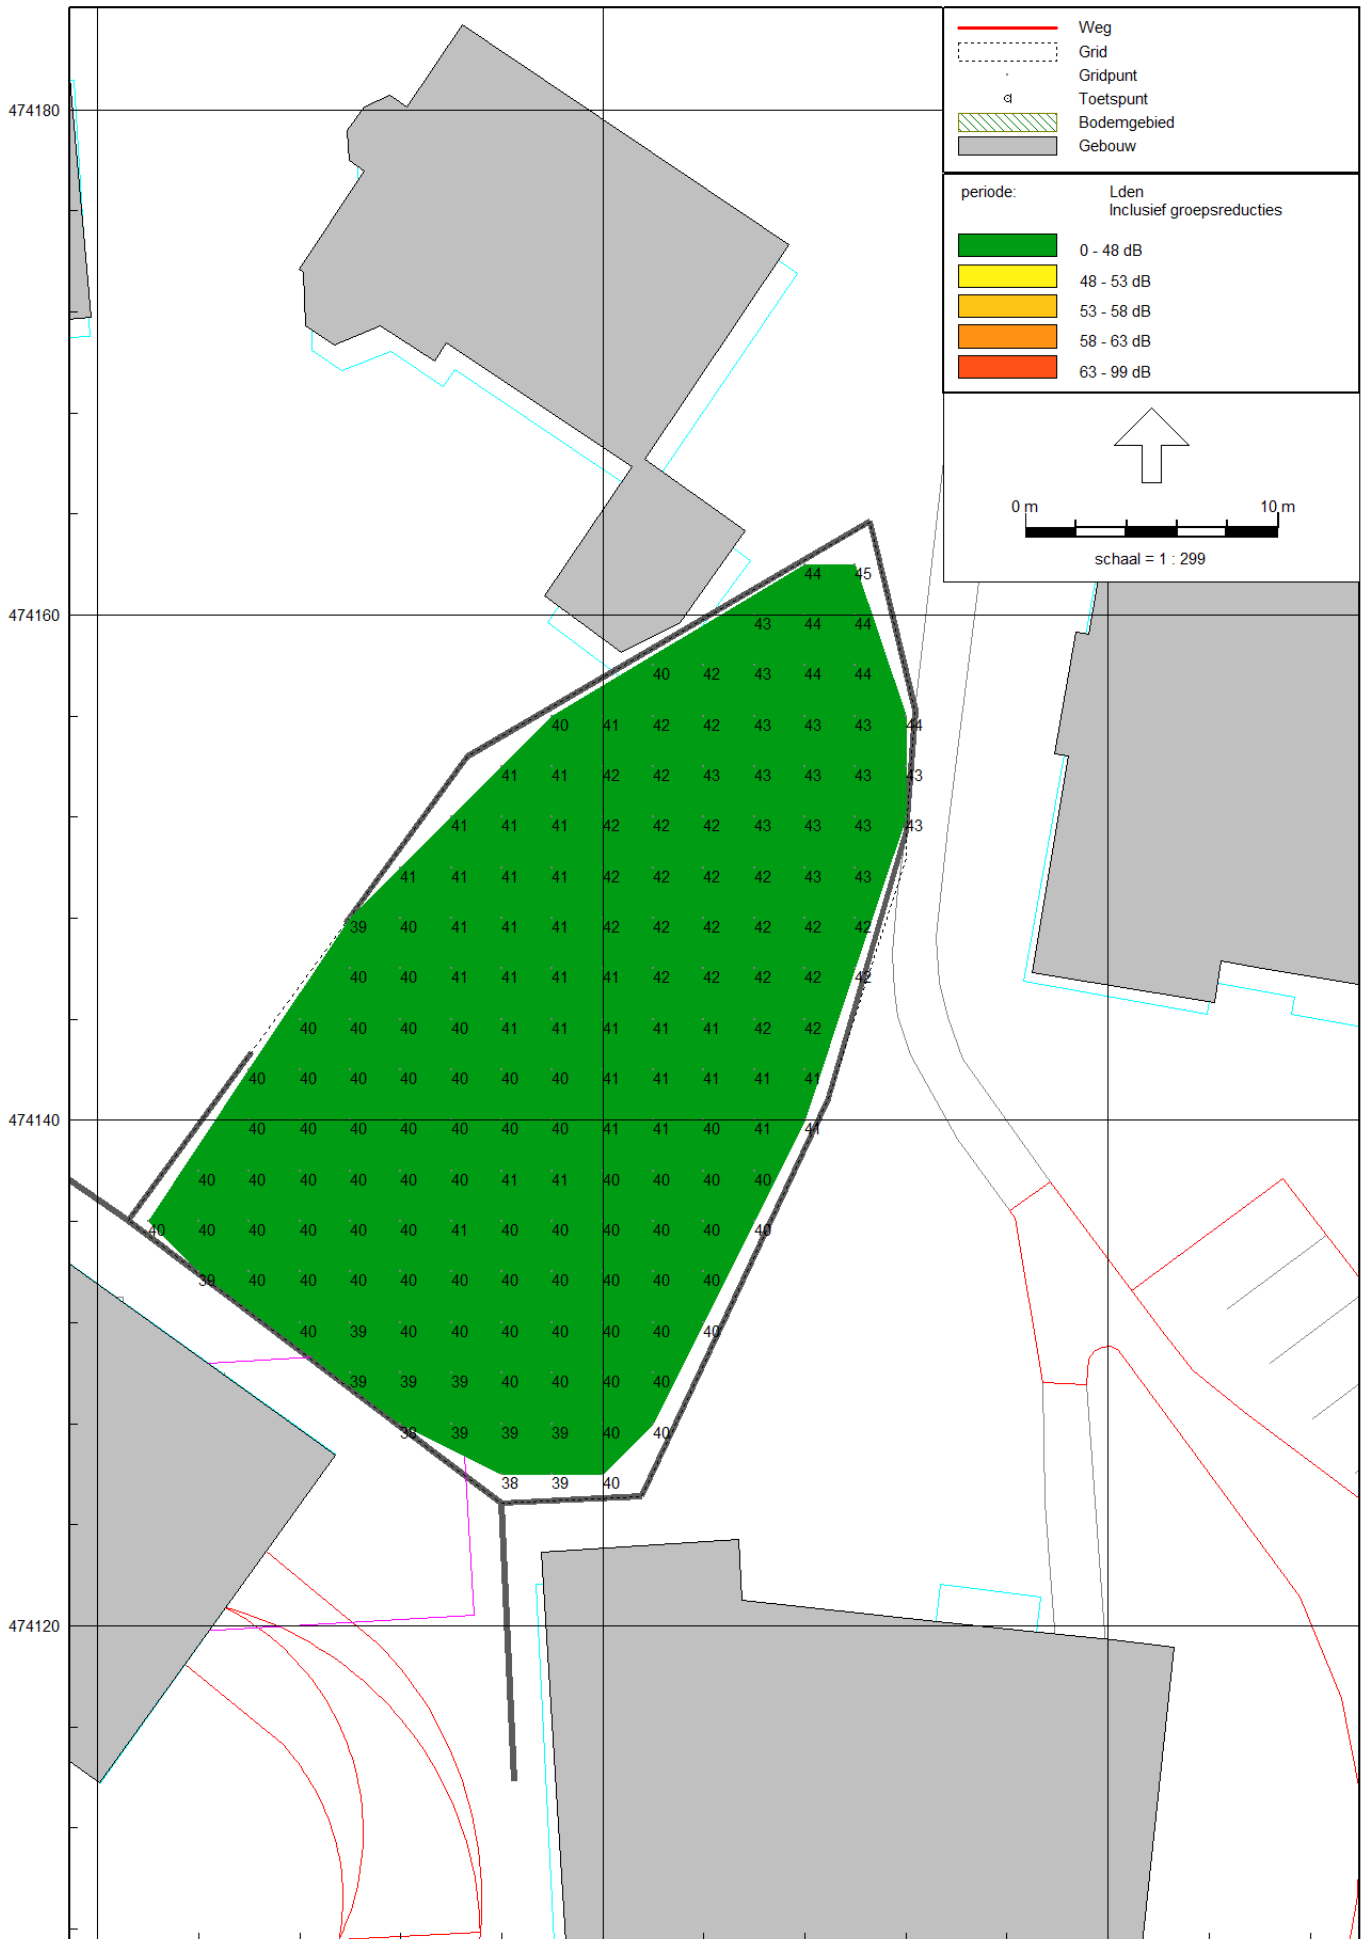 Weg
Grid
Gridpunt
Toetspunt
Bodemgebied
Gebouw
periode: Lden
Inclusief groepsreducties
0 - 48 dB
48 - 53 dB
53 - 58 dB
58 - 63 dB
63 - 99 dB
0 m 10 m
schaal = 1 : 299
474180
44 45
474160
43 44 44
40 42 43 44 44
40 41 42 42 43 43 43 44
41 41 42 42 43 43 43 43 43
41 41 41 42 42 42 43 43 43 43
41 41 41 41 42 42 42 42 43 43
39 40 41 41 41 42 42 42 42 42 42
40 40 41 41 41 41 42 42 42 42 42
40 40 40 40 41 41 41 41 41 42 42
40 40 40 40 40 40 40 41 41 41 41 41
474140
40 40 40 40 40 40 40 41 41 40 41 41
40 40 40 40 40 40 41 41 40 40 40 40
40 40 40 40 40 40 41 40 40 40 40 40 40
39 40 40 40 40 40 40 40 40 40 40
40 39 40 40 40 40 40 40 40
39 39 39 40 40 40 40
38 39 39 39 40 40
38 39 40
474120